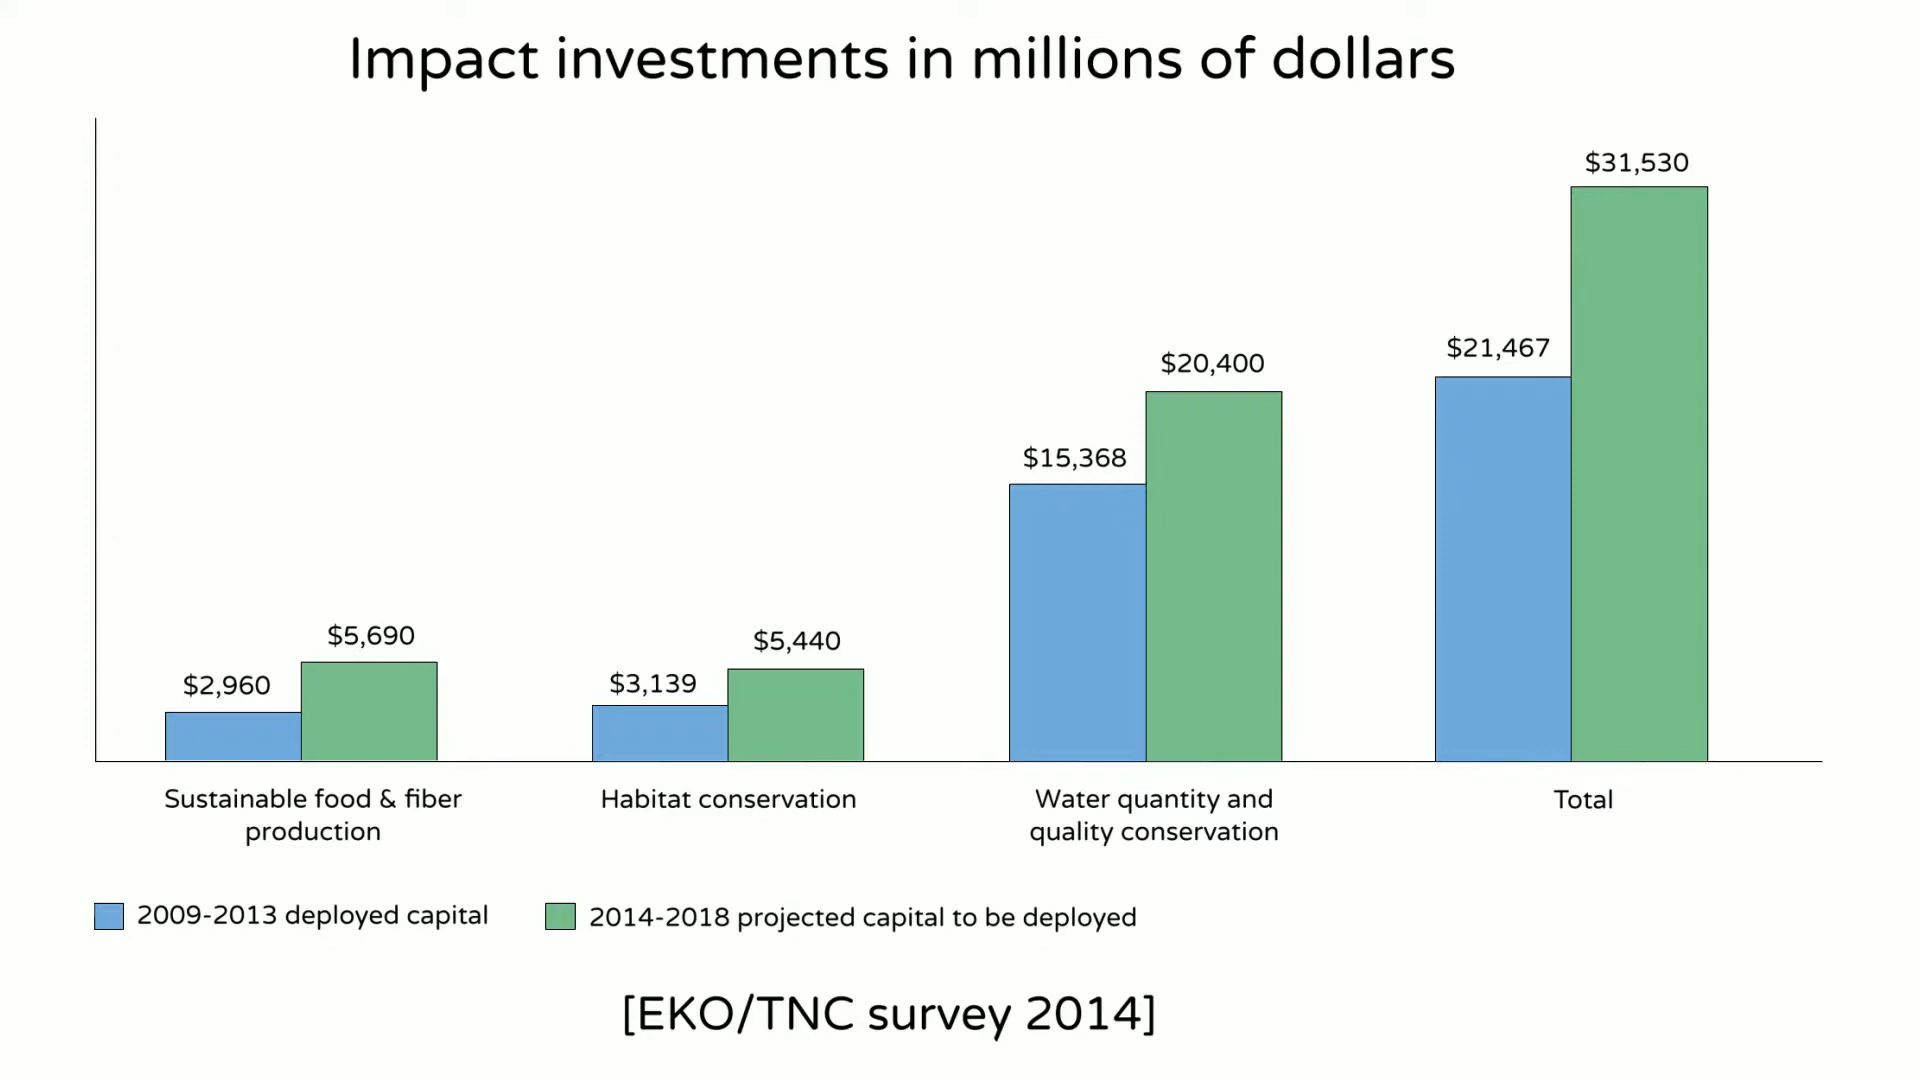 Impact investments in millions of dollars
$2,960
$5,690
$3,139
$5,440
$15,368
$20,400
$21,467
$31,530
Sustainable food & fiber
production
Habitat conservation
Water quantity and
quality conservation
Total
2009-2013 deployed capital
2014-2018 projected capital to be deployed
[EKO/TNC survey 2014]